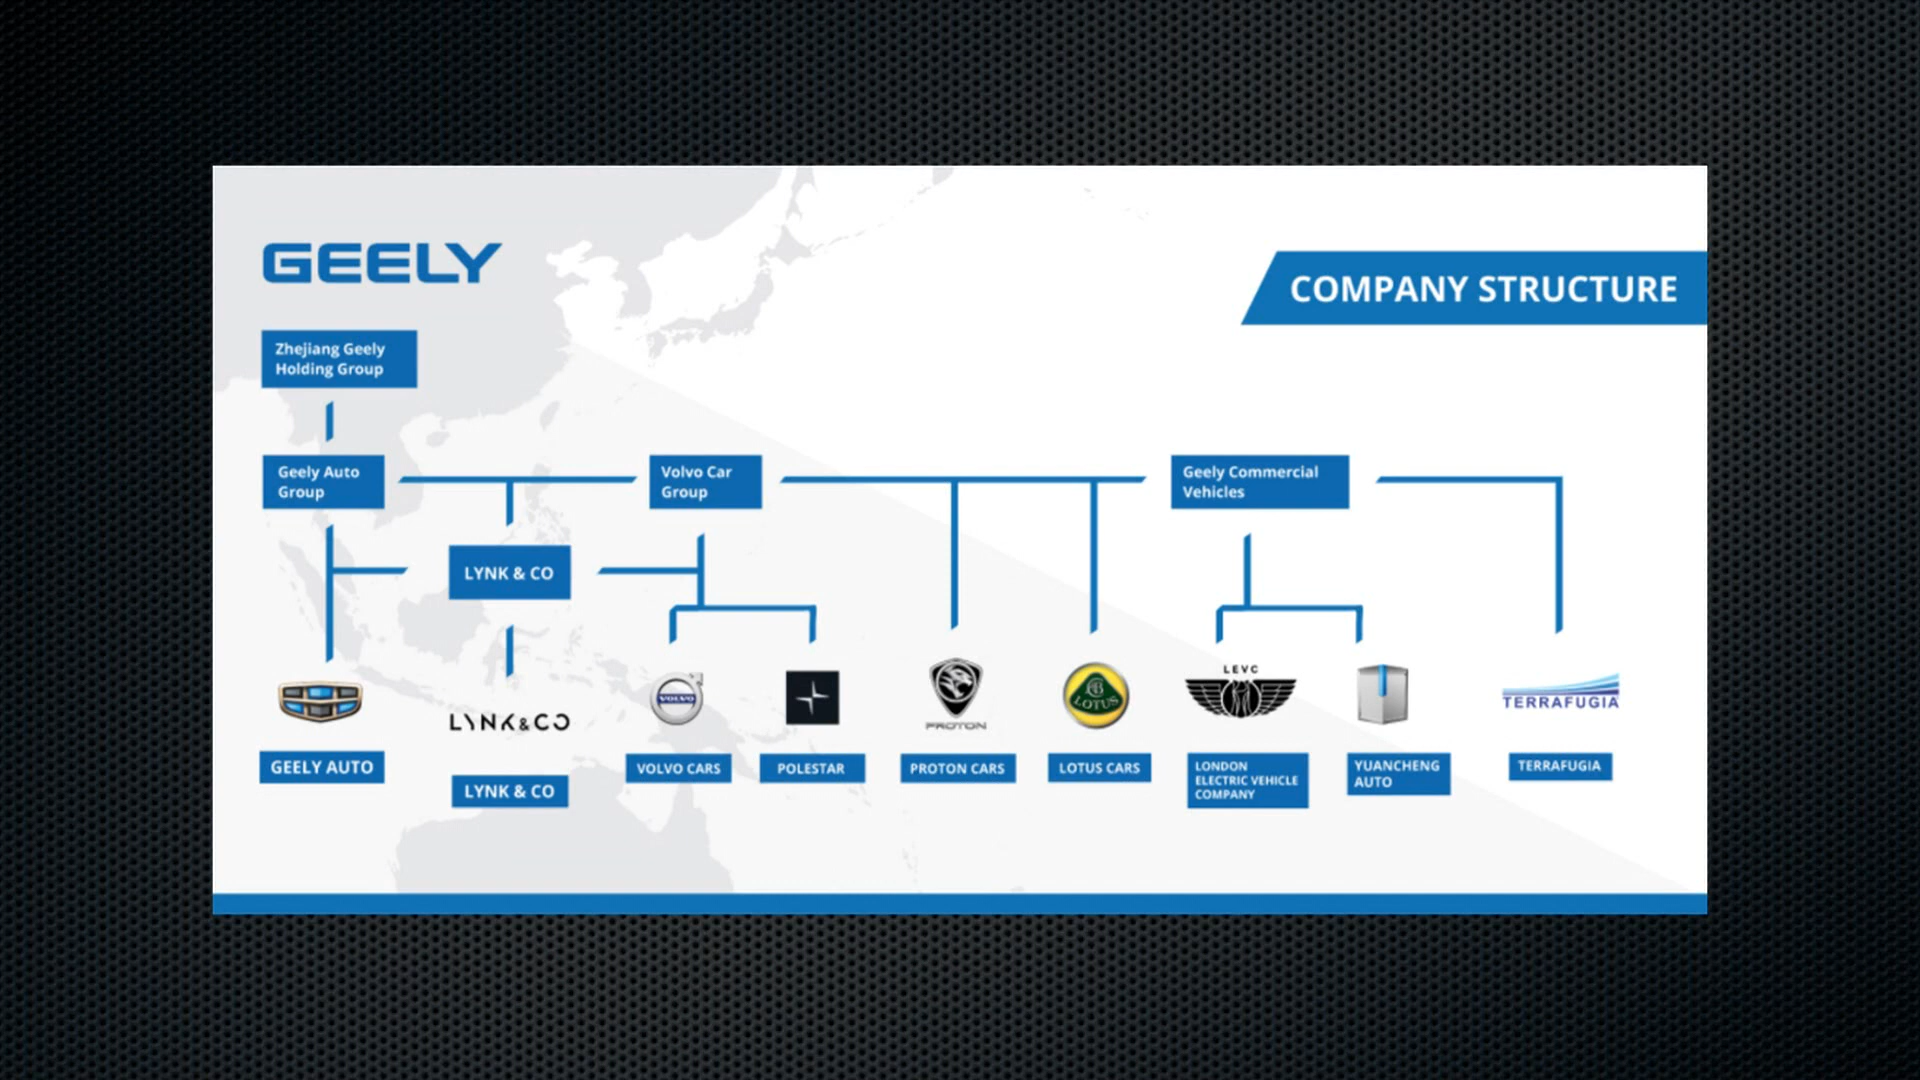 GEELY
COMPANY STRUCTURE
Zhejiang Geely
Holding Group
Geely Auto
Group
Volvo Car
Group
Geely Commercial
Vehicles
LYNK & CO
LYNK&CO
VOLVO
PROTON
LOTUS
LEVC
TERRAFUGIA
GEELY AUTO
LYNK & CO
VOLVO CARS
POLESTAR
PROTON CARS
LOTUS CARS
LONDON
ELECTRIC VEHICLE
COMPANY
YUANCHENG
AUTO
TERRAFUGIA